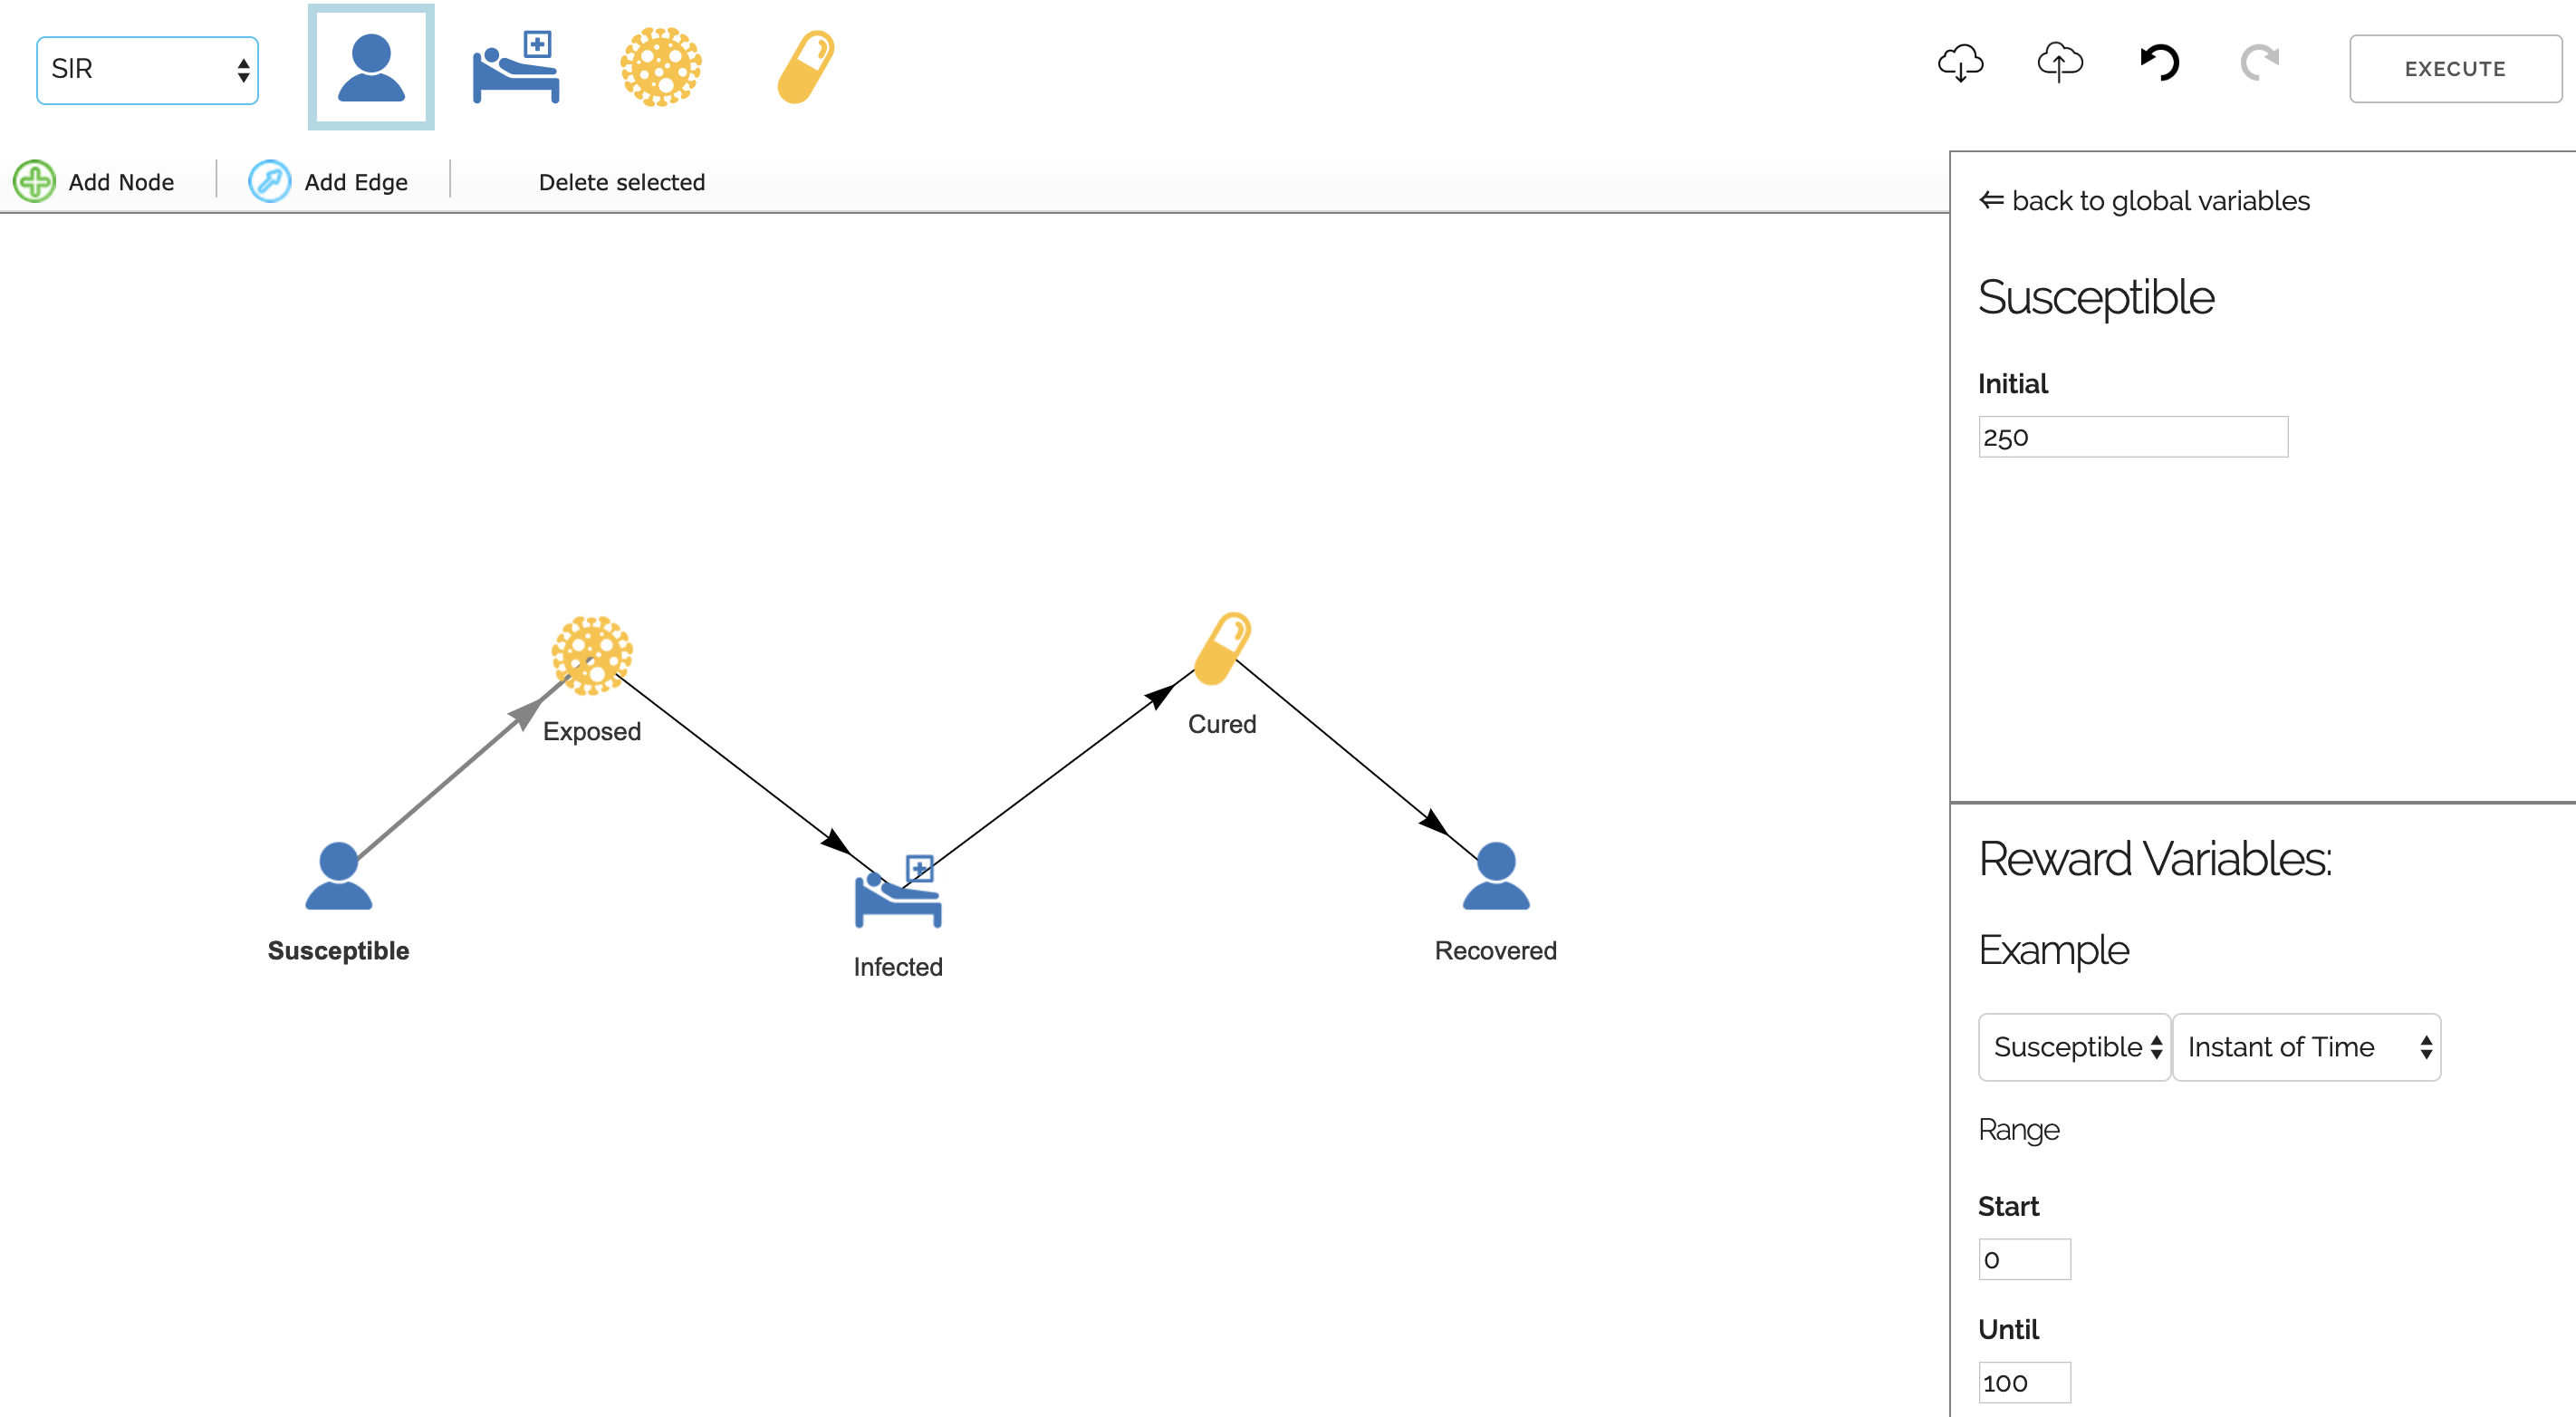 SIR
EXECUTE
Add Node
Add Edge
Delete selected
⇐ back to global variables
Susceptible
Initial
250
Exposed
Cured
Susceptible
Infected
Recovered
Reward Variables:
Example
Susceptible Instant of Time
Range
Start
0
Until
100